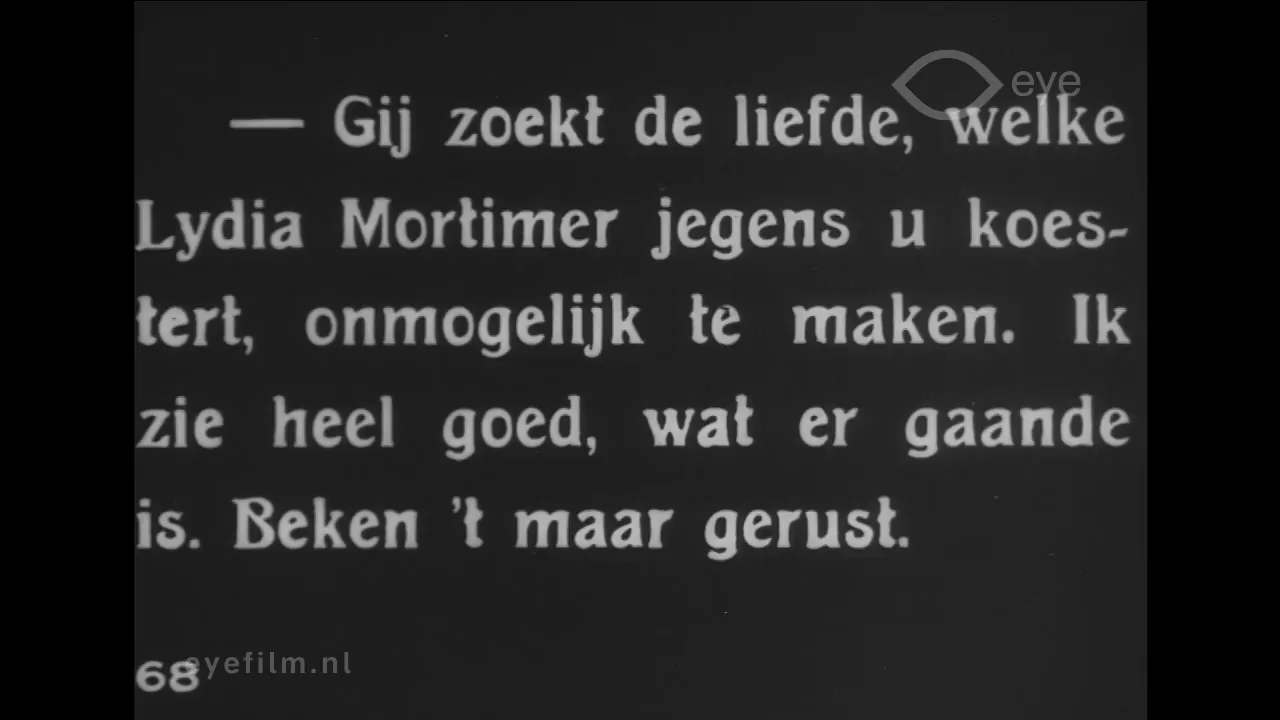 eye
— Gij zoekt de liefde, welke
Lydia Mortimer jegens u koes-
tert, onmogelijk te maken. Ik
zie heel goed, wat er gaande
is. Beken 't maar gerust.
68
eyefilm.nl